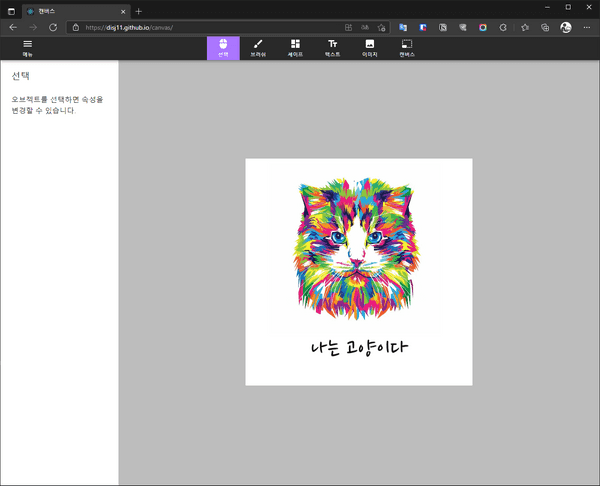 캔버스
https://disj11.github.io/canvas/
메뉴
선택
브러쉬
셰이프
텍스트
이미지
캔버스
선택
오브젝트를 선택하면 속성을
변경할 수 있습니다.
나는 고양이다